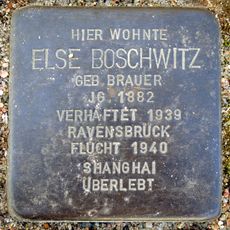 HIER WOHNTE
ELSE BOSCHWITZ
GEB. BRAUER
JG. 1882
VERHAFTET 1939
RAVENSBRÜCK
FLUCHT 1940
SHANGHAI
ÜBERLEBT